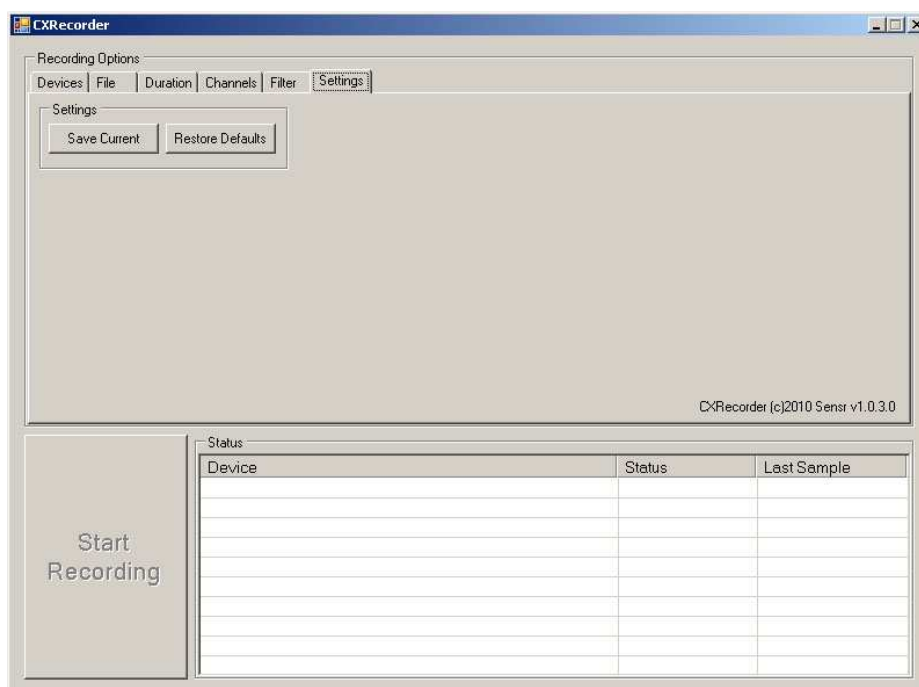 CXRecorder
Recording Options
Devices File Duration Channels Filter Settings
Settings
Save Current Restore Defaults
CXRecorder (c)2010 Sensr v1.0.3.0
Start
Recording
Status
Device Status Last Sample